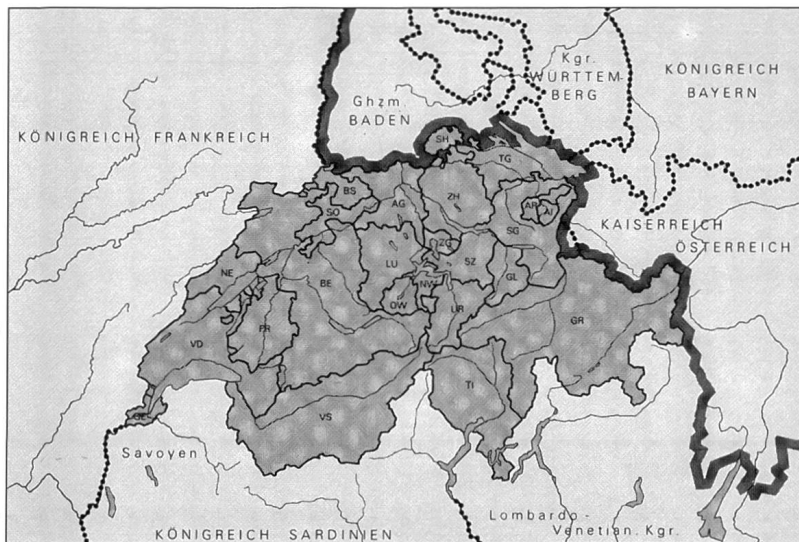 Kgr.
WÜRTTEM-
BERG
KÖNIGREICH
BAYERN
Ghzm.
BADEN
KÖNIGREICH FRANKREICH
SH
TG
BS
ZH
AG
SO
AR
AI
SG
KAISERREICH
ÖSTERREICH
ZG
LU
SZ
NE
BE
GL
NW
OW
UR
GR
FR
VD
TI
GE
VS
Savoyen
Lombardo-
Venetian. Kgr.
KÖNIGREICH SARDINIEN